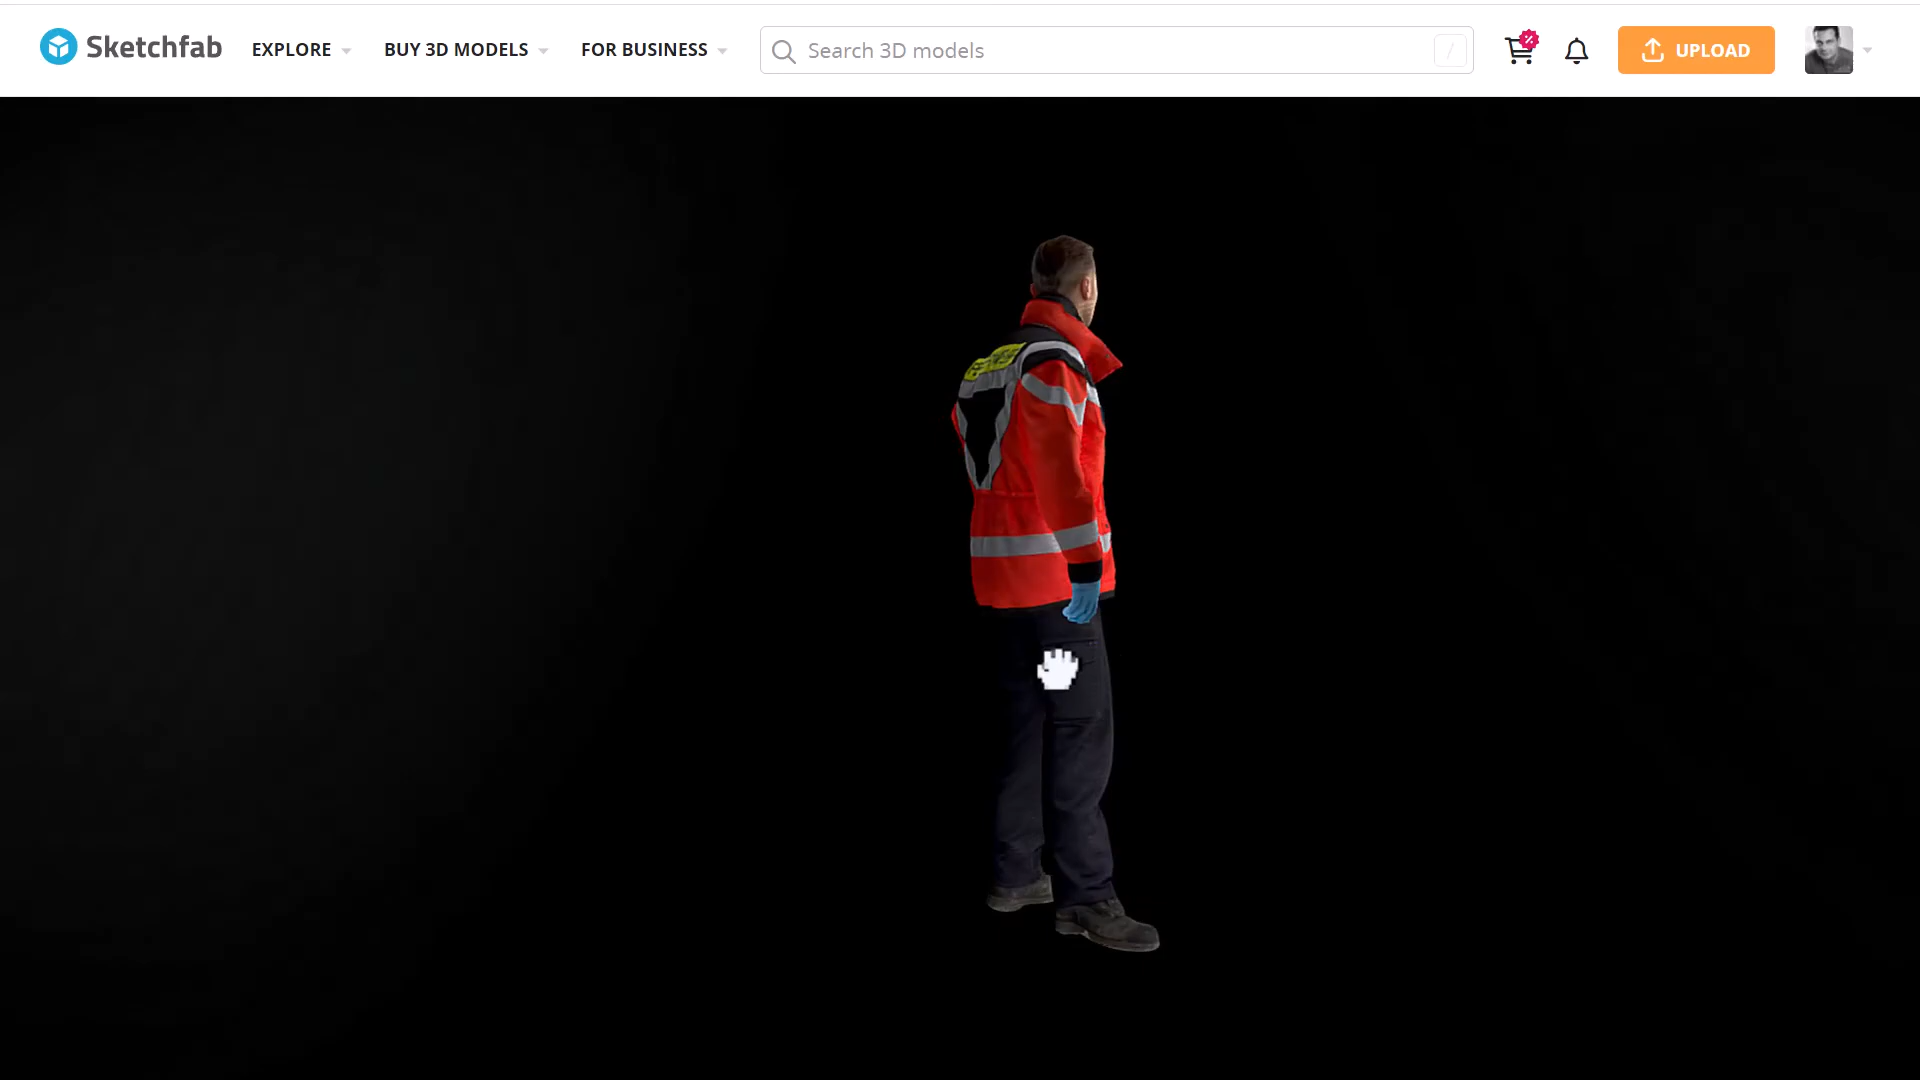 Sketchfab
EXPLORE
BUY 3D MODELS
FOR BUSINESS
Search 3D models
/
%
UPLOAD